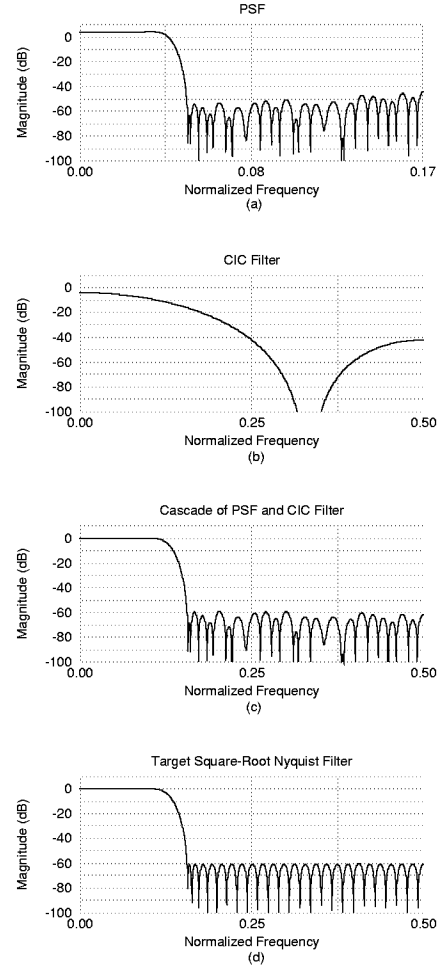 PSF
Magnitude (dB)
0
-20
-40
-60
-80
-100
0.00
0.08
0.17
Normalized Frequency
(a)
CIC Filter
Magnitude (dB)
0
-20
-40
-60
-80
-100
0.00
0.25
0.50
Normalized Frequency
(b)
Cascade of PSF and CIC Filter
Magnitude (dB)
0
-20
-40
-60
-80
-100
0.00
0.25
0.50
Normalized Frequency
(c)
Target Square-Root Nyquist Filter
Magnitude (dB)
0
-20
-40
-60
-80
-100
0.00
0.25
0.50
Normalized Frequency
(d)